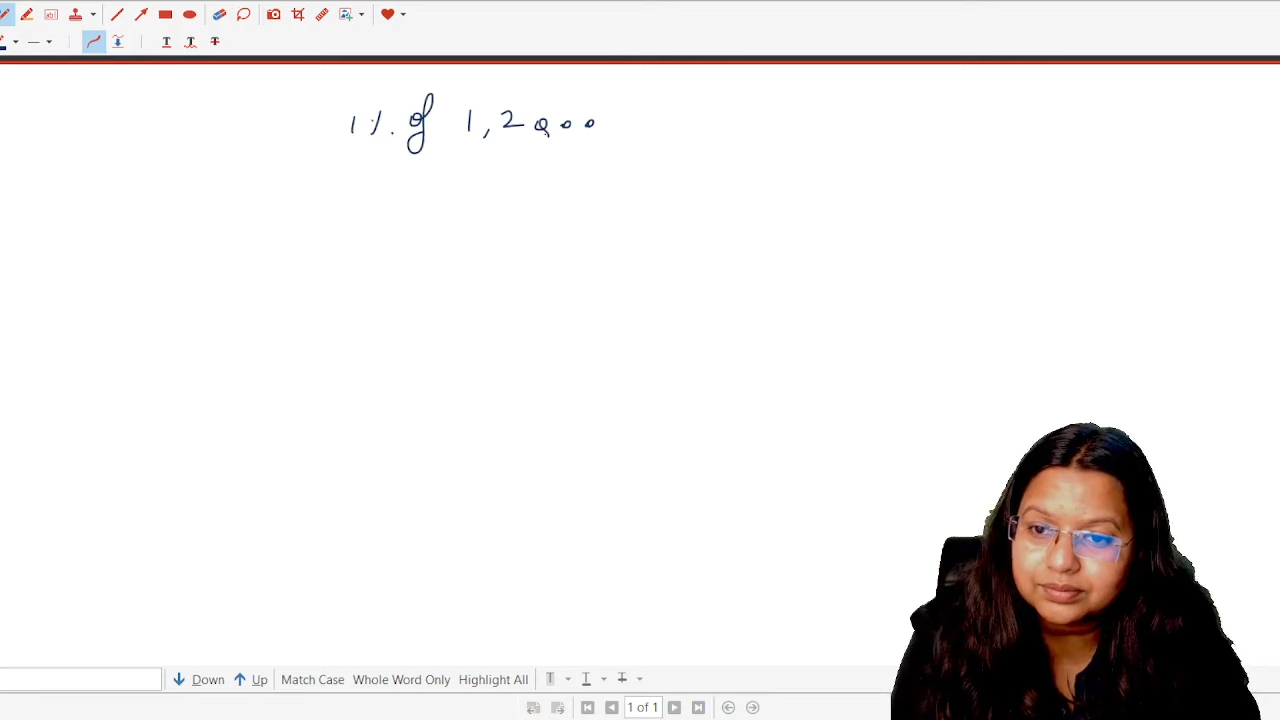 1% of 1,2000
Down Up Match Case Whole Word Only Highlight All T I T
1 of 1